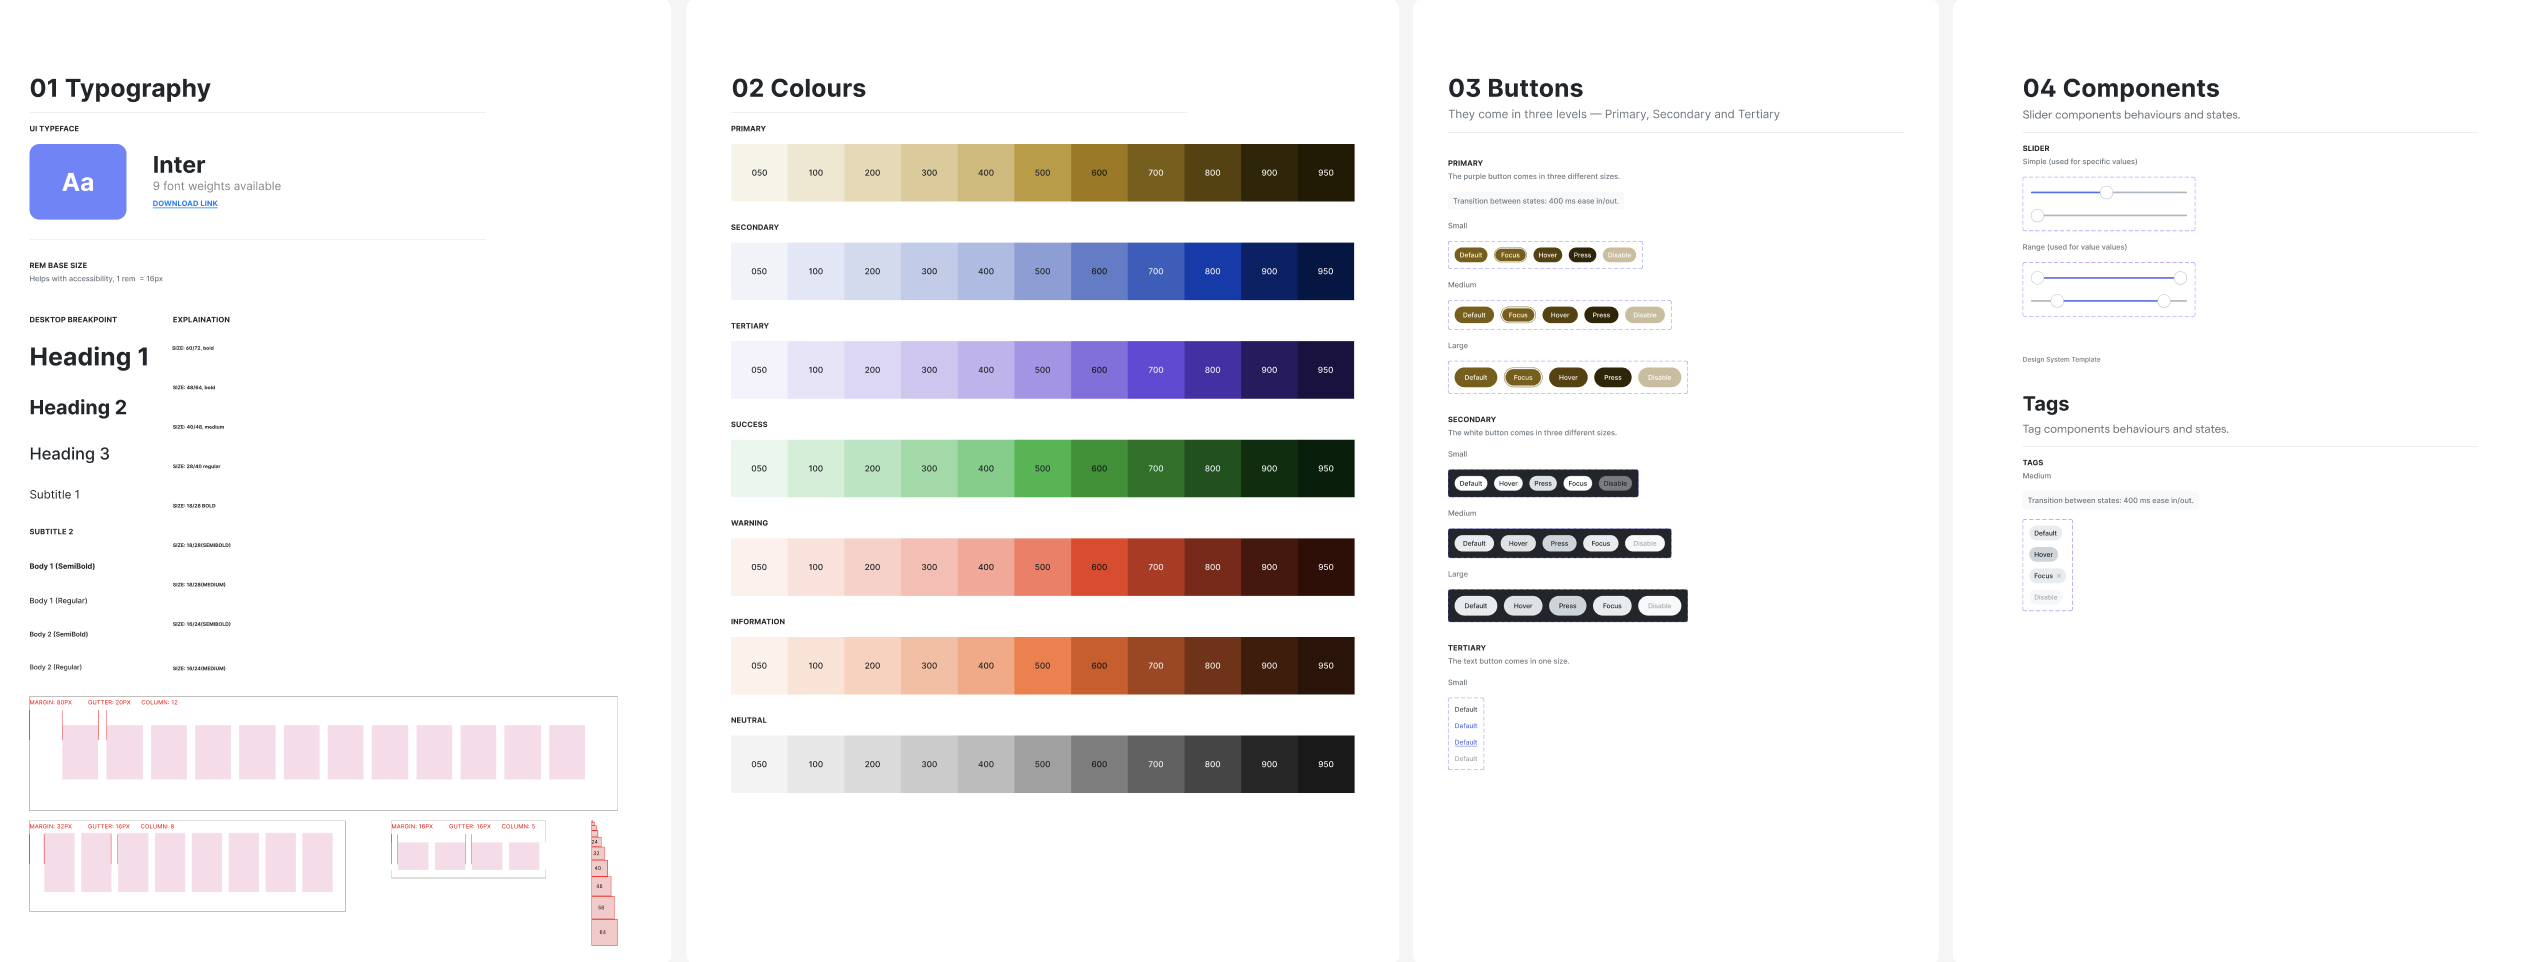 01 Typography
UI TYPEFACE
Aa
Inter
9 font weights available
DOWNLOAD LINK
REM BASE SIZE
Helps with accessibility, 1 rem = 16px
DESKTOP BREAKPOINT
EXPLAINATION
Heading 1
SIZE: 60/72, bold
SIZE: 48/64, bold
Heading 2
SIZE: 40/48, medium
Heading 3
SIZE: 28/40 regular
Subtitle 1
SIZE: 18/28 BOLD
SUBTITLE 2
SIZE: 18/28(SEMIBOLD)
Body 1 (SemiBold)
SIZE: 18/28(MEDIUM)
Body 1 (Regular)
SIZE: 16/24(SEMIBOLD)
Body 2 (SemiBold)
Body 2 (Regular)
SIZE: 16/24(MEDIUM)
MARGIN: 80PX GUTTER: 20PX COLUMN: 12
MARGIN: 32PX GUTTER: 16PX COLUMN: 8
MARGIN: 16PX GUTTER: 16PX COLUMN: 5
24
32
40
48
56
64
02 Colours
PRIMARY
050 100 200 300 400 500 600 700 800 900 950
SECONDARY
050 100 200 300 400 500 600 700 800 900 950
TERTIARY
050 100 200 300 400 500 600 700 800 900 950
SUCCESS
050 100 200 300 400 500 600 700 800 900 950
WARNING
050 100 200 300 400 500 600 700 800 900 950
INFORMATION
050 100 200 300 400 500 600 700 800 900 950
NEUTRAL
050 100 200 300 400 500 600 700 800 900 950
03 Buttons
They come in three levels — Primary, Secondary and Tertiary
PRIMARY
The purple button comes in three different sizes.
Transition between states: 400 ms ease in/out.
Small
Default Focus Hover Press Disable
Medium
Default Focus Hover Press Disable
Large
Default Focus Hover Press Disable
SECONDARY
The white button comes in three different sizes.
Small
Default Hover Press Focus Disable
Medium
Default Hover Press Focus Disable
Large
Default Hover Press Focus Disable
TERTIARY
The text button comes in one size.
Small
Default
Default
Default
Default
04 Components
Slider components behaviours and states.
SLIDER
Simple (used for specific values)
Range (used for value values)
Design System Template
Tags
Tag components behaviours and states.
TAGS
Medium
Transition between states: 400 ms ease in/out.
Default
Hover
Focus ×
Disable